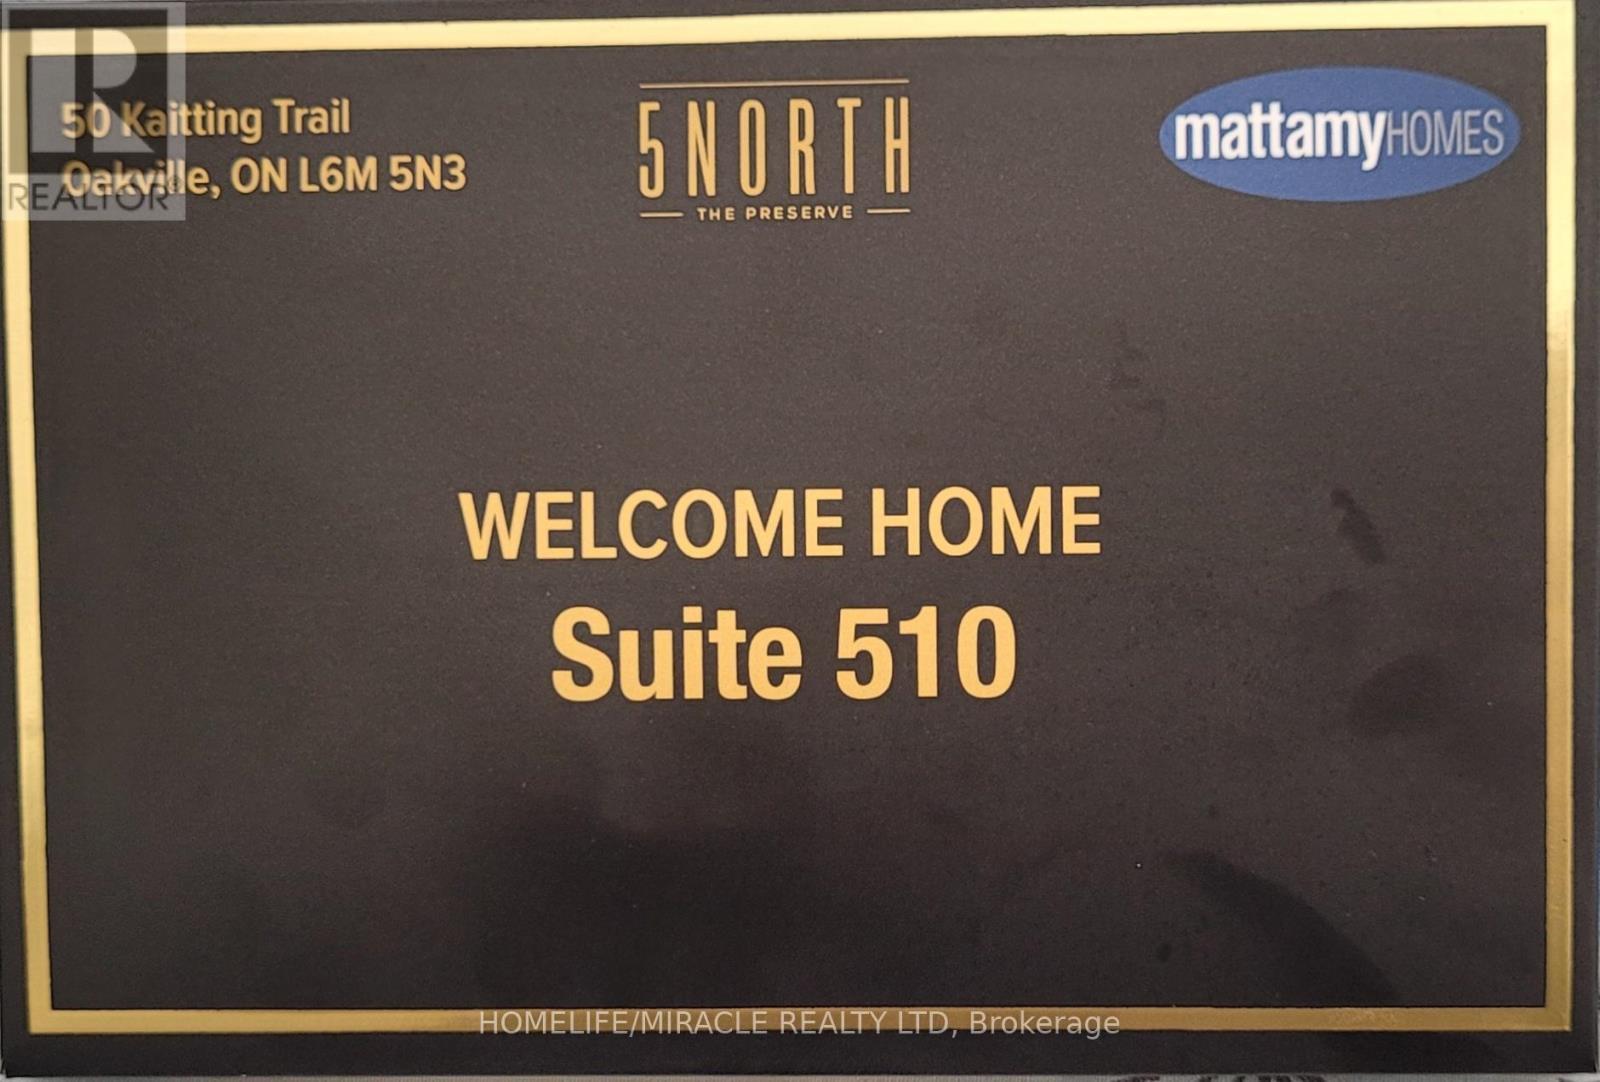 50 Kaitting Trail
Oakville, ON L6M 5N3
REALTOR®
5NORTH
THE PRESERVE
mattamyHOMES
WELCOME HOME
Suite 510
HOMELIFE/MIRACLE REALTY LTD, Brokerage